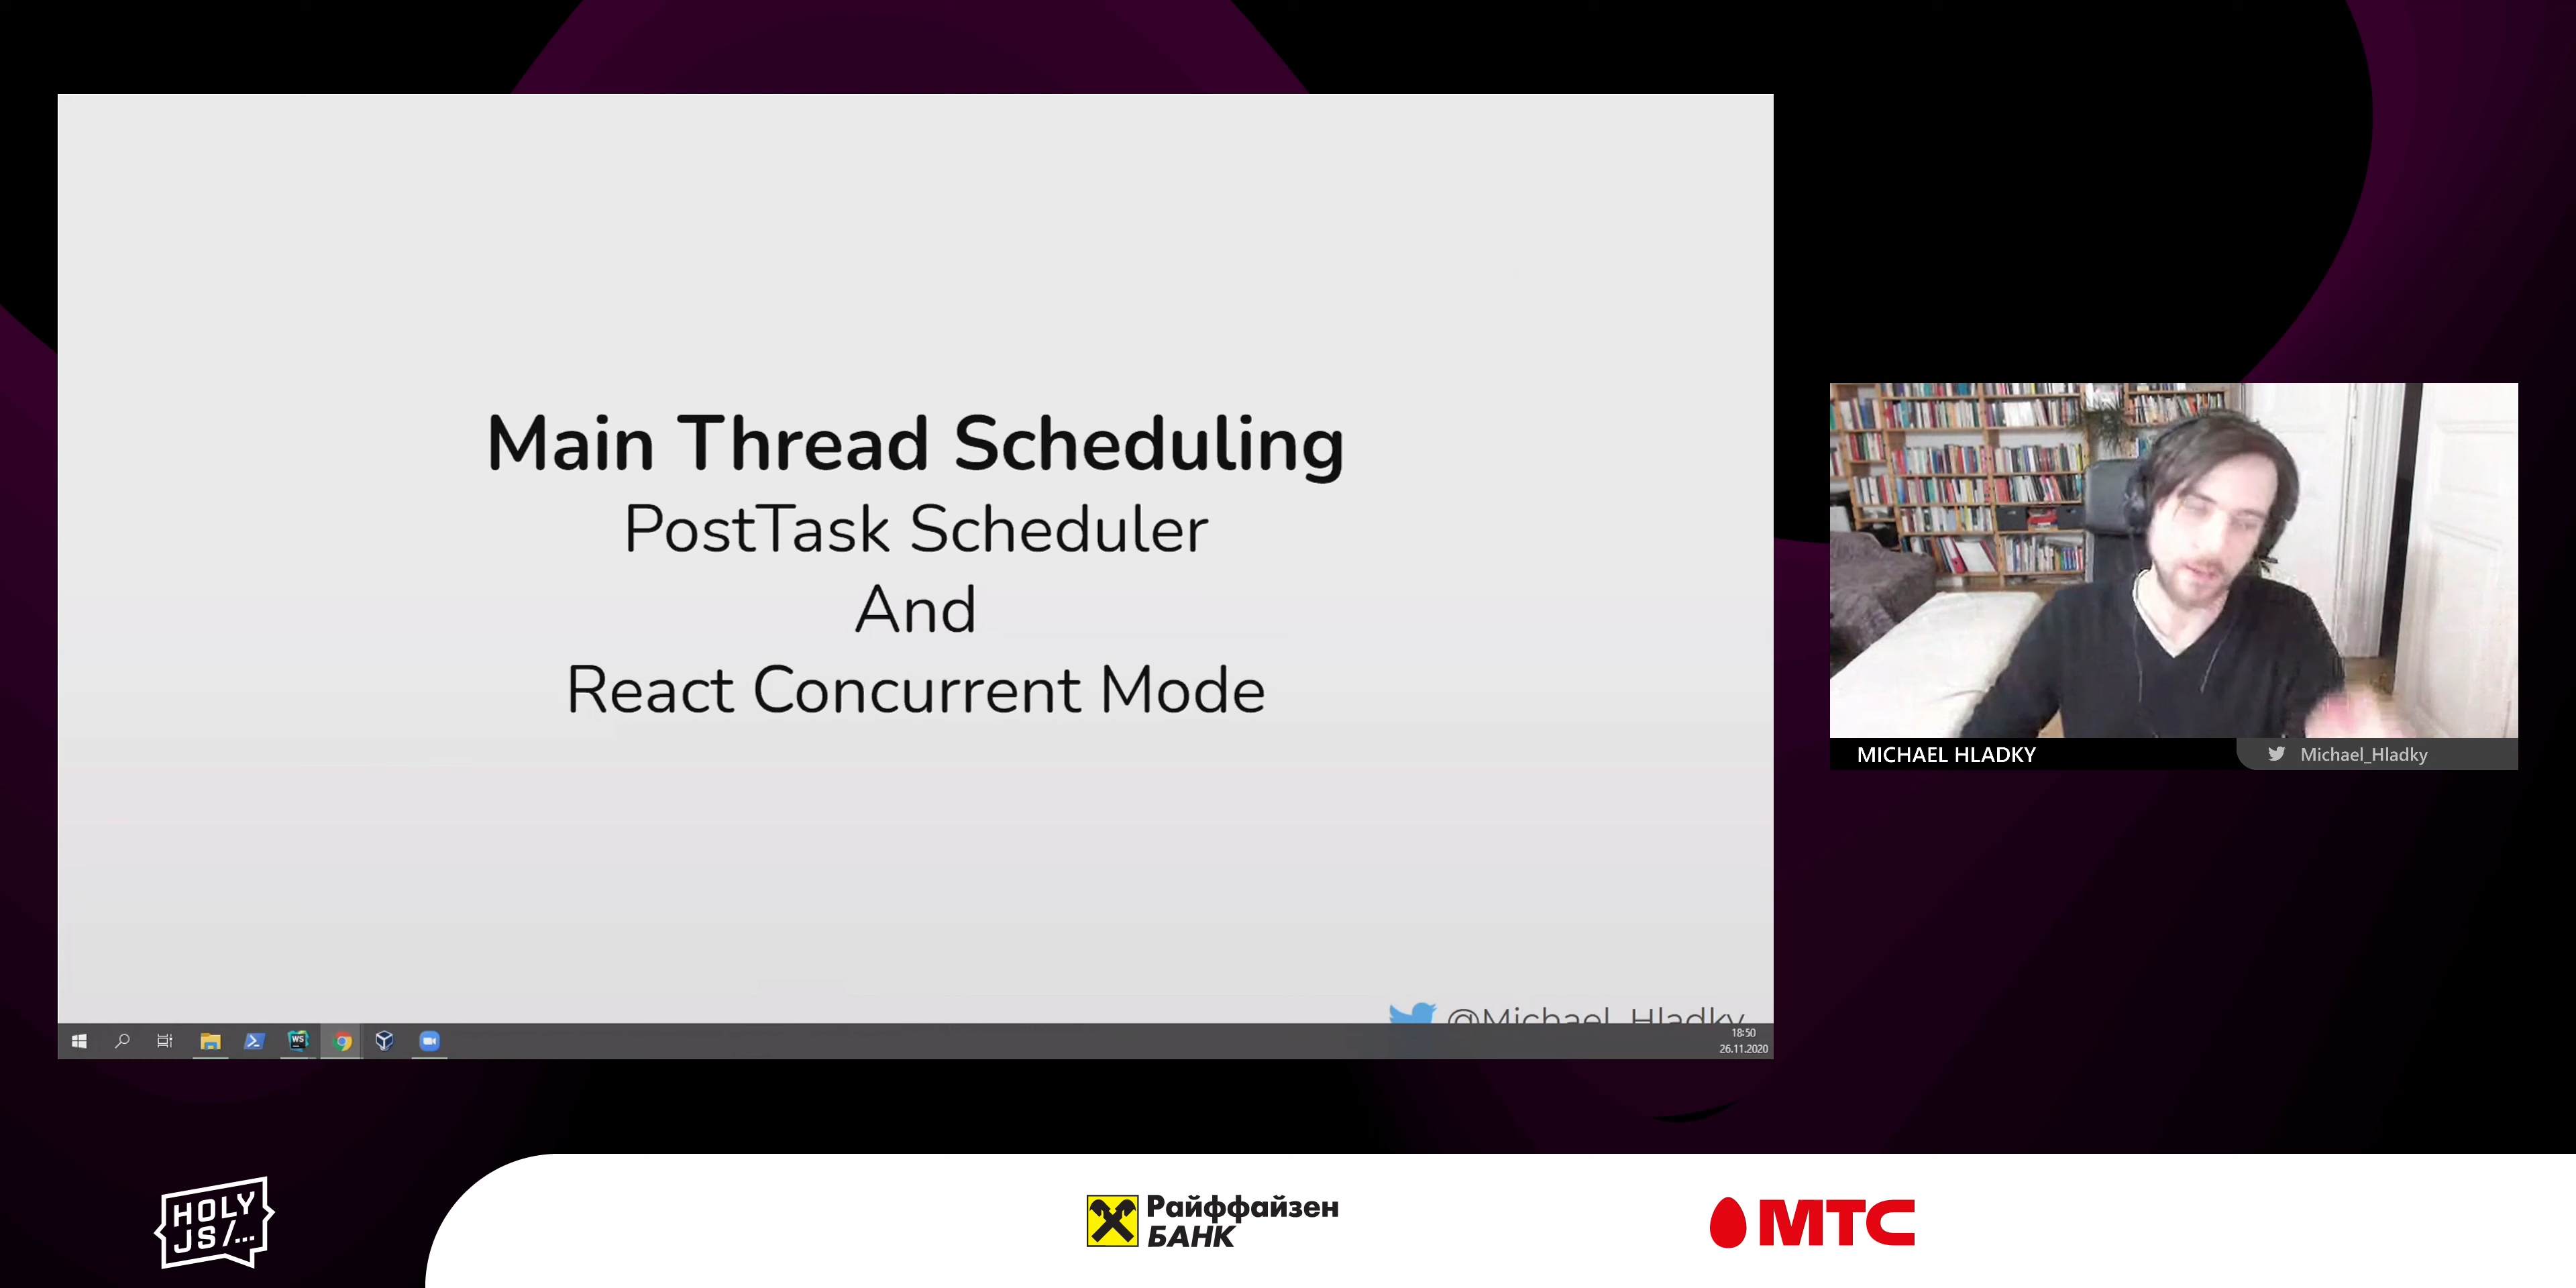 Main Thread Scheduling
PostTask Scheduler
And
React Concurrent Mode
@Michael_Hladky
WS
18:50
26.11.2020
MICHAEL HLADKY
Michael_Hladky
HOLY
JS/...
Райффайзен
БАНК
МТС